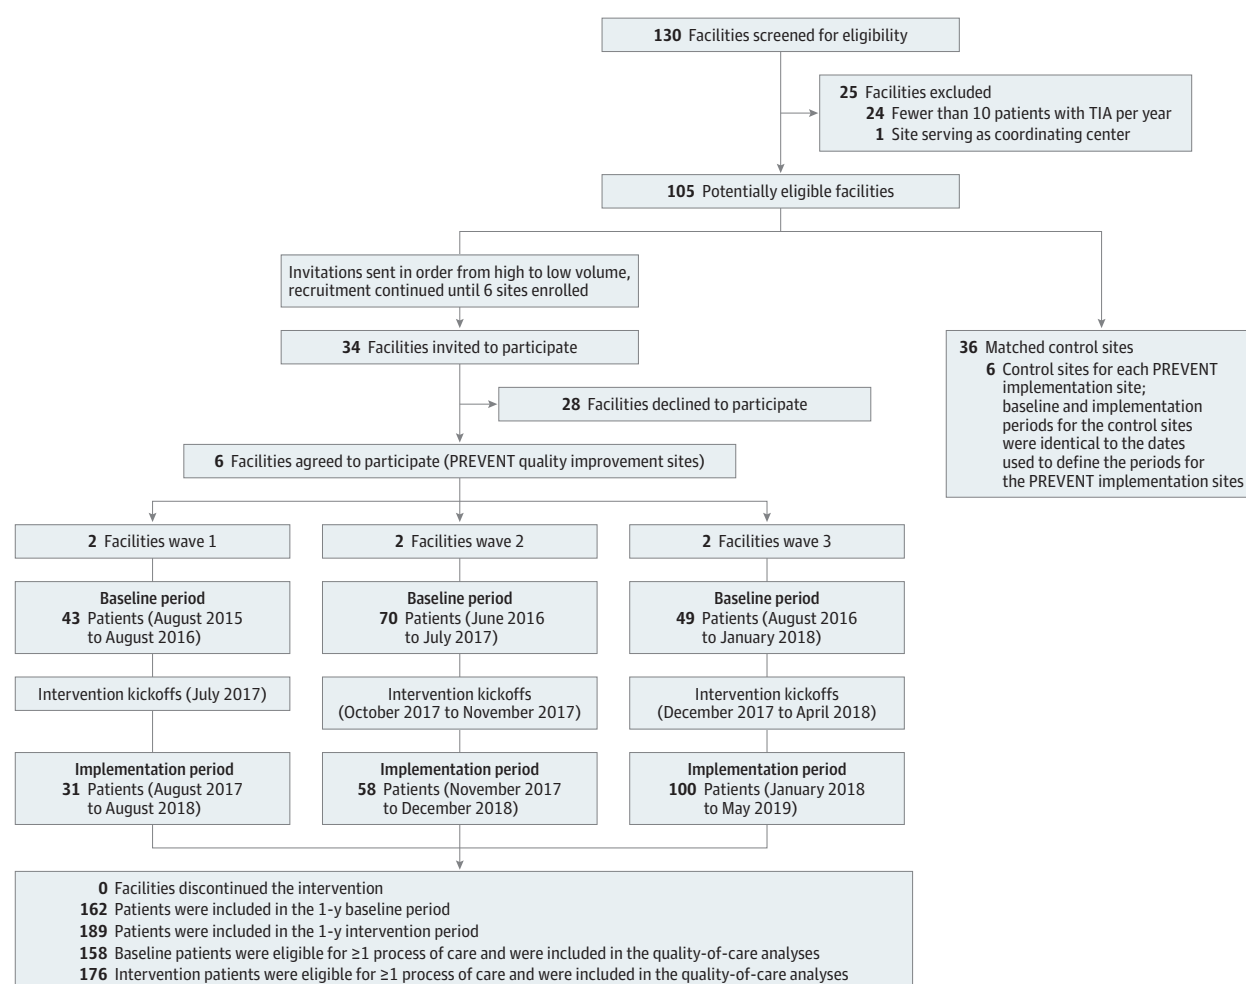 130 Facilities screened for eligibility
25 Facilities excluded
24 Fewer than 10 patients with TIA per year
1 Site serving as coordinating center
105 Potentially eligible facilities
Invitations sent in order from high to low volume,
recruitment continued until 6 sites enrolled
34 Facilities invited to participate
36 Matched control sites
6 Control sites for each PREVENT
implementation site;
baseline and implementation
periods for the control sites
were identical to the dates
used to define the periods for
the PREVENT implementation sites
28 Facilities declined to participate
6 Facilities agreed to participate (PREVENT quality improvement sites)
2 Facilities wave 1
2 Facilities wave 2
2 Facilities wave 3
Baseline period
43 Patients (August 2015
to August 2016)
Baseline period
70 Patients (June 2016
to July 2017)
Baseline period
49 Patients (August 2016
to January 2018)
Intervention kickoffs (July 2017)
Intervention kickoffs
(October 2017 to November 2017)
Intervention kickoffs
(December 2017 to April 2018)
Implementation period
31 Patients (August 2017
to August 2018)
Implementation period
58 Patients (November 2017
to December 2018)
Implementation period
100 Patients (January 2018
to May 2019)
0 Facilities discontinued the intervention
162 Patients were included in the 1-y baseline period
189 Patients were included in the 1-y intervention period
158 Baseline patients were eligible for ≥1 process of care and were included in the quality-of-care analyses
176 Intervention patients were eligible for ≥1 process of care and were included in the quality-of-care analyses